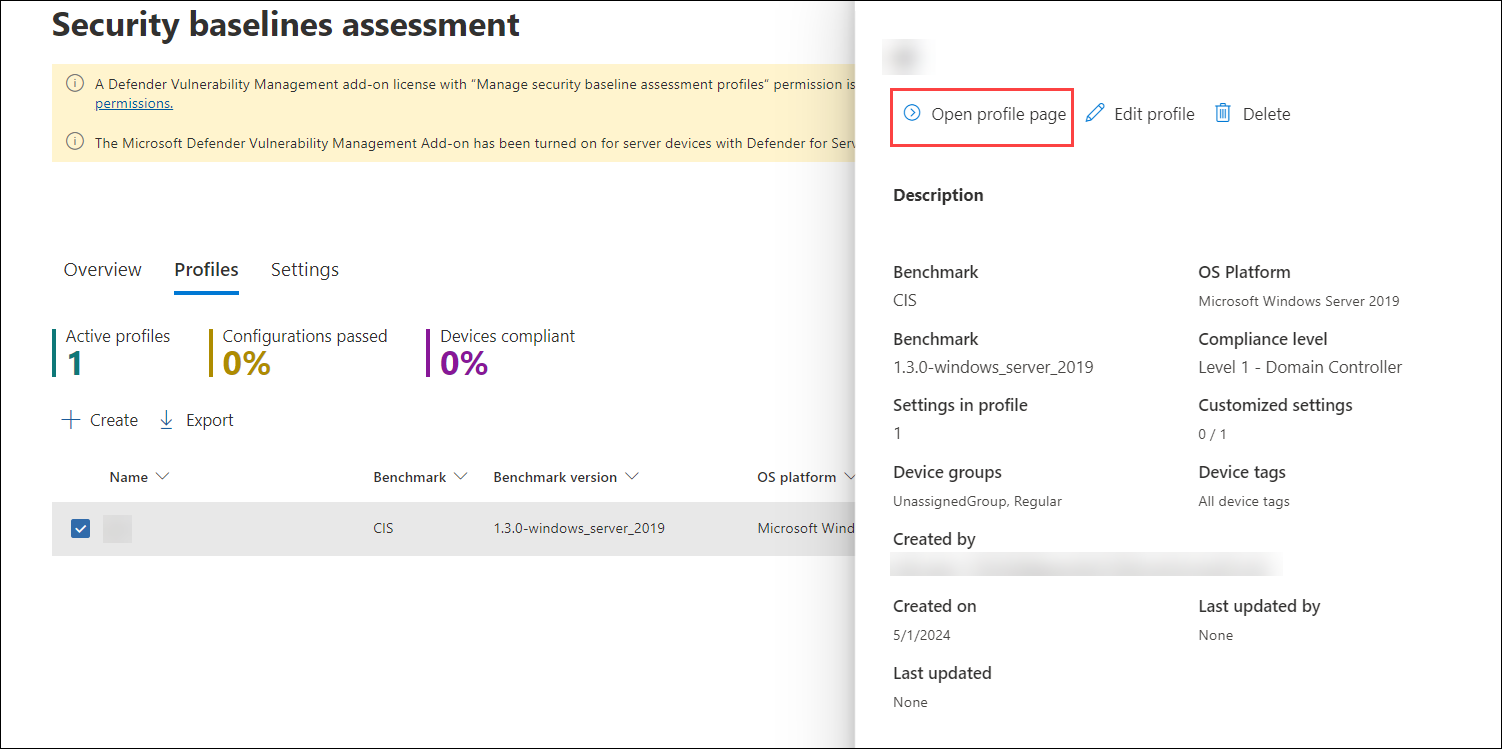 Security baselines assessment
A Defender Vulnerability Management add-on license with “Manage security baseline assessment profiles” permission is
permissions.
The Microsoft Defender Vulnerability Management Add-on has been turned on for server devices with Defender for Serv
Overview Profiles Settings
Active profiles Configurations passed Devices compliant
1 0% 0%
Create Export
Name Benchmark Benchmark version OS platform
CIS 1.3.0-windows_server_2019 Microsoft Wind
Open profile page Edit profile Delete
Description
Benchmark OS Platform
CIS Microsoft Windows Server 2019
Benchmark Compliance level
1.3.0-windows_server_2019 Level 1 - Domain Controller
Settings in profile Customized settings
1 0 / 1
Device groups Device tags
UnassignedGroup, Regular All device tags
Created by
Created on Last updated by
5/1/2024 None
Last updated
None